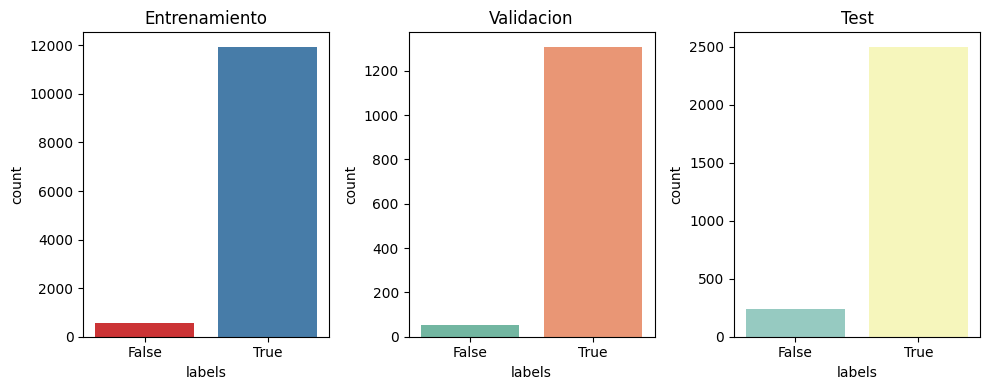 Entrenamiento
12000
10000
8000
6000
4000
2000
0
count
False
True
labels
Validacion
1200
1000
800
600
400
200
0
count
False
True
labels
Test
2500
2000
1500
1000
500
0
count
False
True
labels